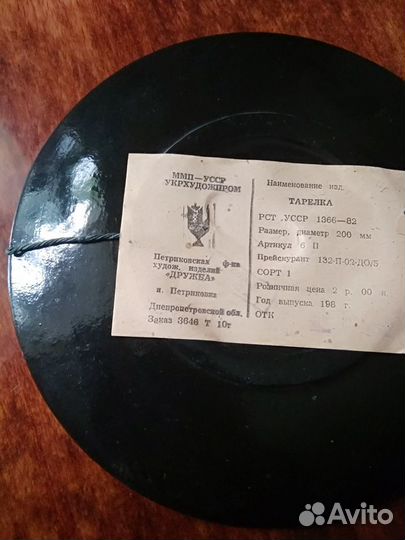 ММП—УССР
УКРХУДОЖПРОМ
Петриковская ф-ка
худож. изделий
«ДРУЖБА»
п. Петриковка
Днепропетровской обл.
Заказ 3646 Т 10т
Наименование изд.
ТАРЕЛКА
РСТ УССР 1366—82
Размер, диаметр 200 мм
Артикул 6 П
Прейскурант 132-П-02-ДО/5
СОРТ 1
Розничная цена 2 р. 00 к.
Год выпуска 198 г.
ОТК
Avito